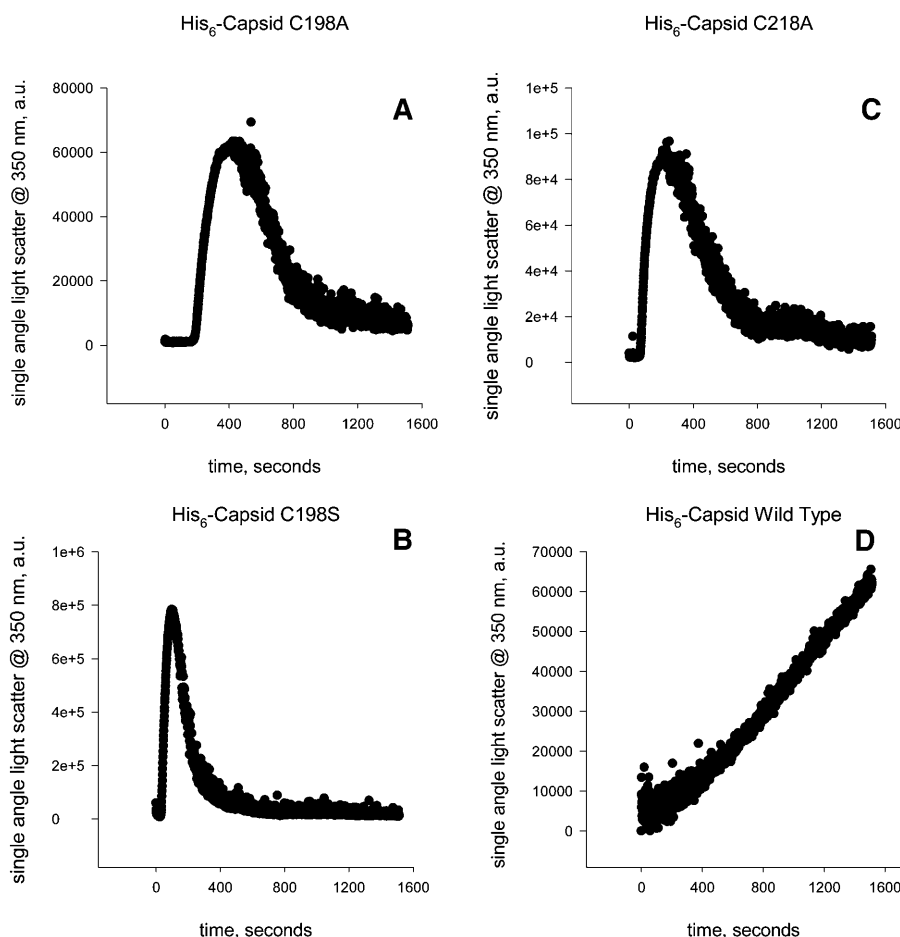 His6-Capsid C198A
A
single angle light scatter @ 350 nm, a.u.
80000
60000
40000
20000
0
0 400 800 1200 1600
time, seconds
His6-Capsid C218A
C
single angle light scatter @ 350 nm, a.u.
1e+5
1e+5
8e+4
6e+4
4e+4
2e+4
0
0 400 800 1200 1600
time, seconds
His6-Capsid C198S
B
single angle light scatter @ 350 nm, a.u.
1e+6
8e+5
6e+5
4e+5
2e+5
0
0 400 800 1200 1600
time, seconds
His6-Capsid Wild Type
D
single angle light scatter @ 350 nm, a.u.
70000
60000
50000
40000
30000
20000
10000
0
0 400 800 1200 1600
time, seconds